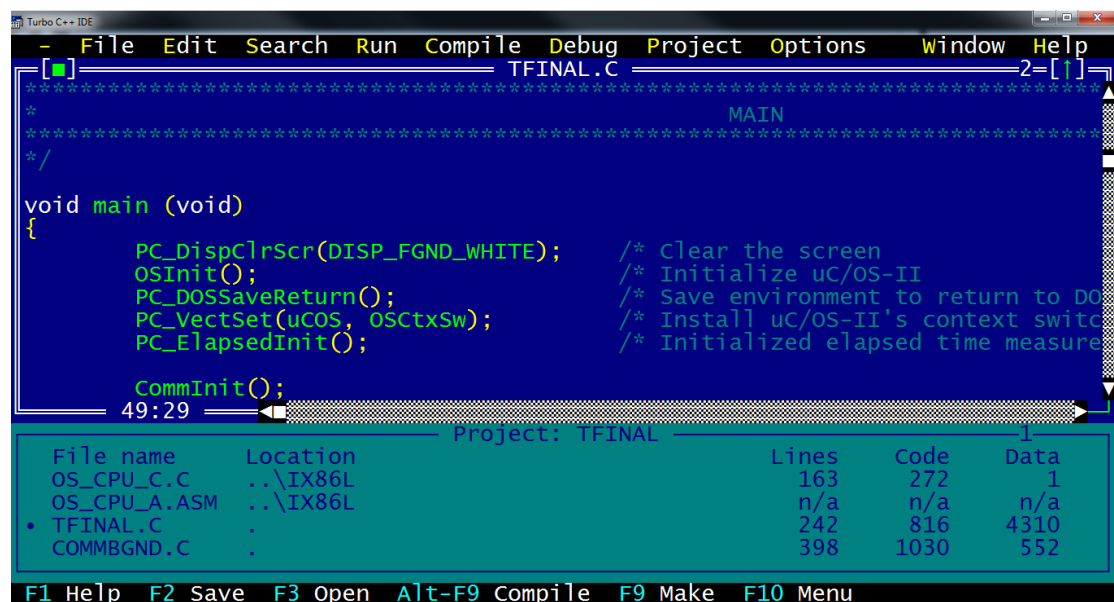 Turbo C++ IDE
- File Edit Search Run Compile Debug Project Options Window Help
[■] TFINAL.C 2=[↑]
*******************************************************************************
* MAIN
*******************************************************************************
*/
void main (void)
{
PC_DispClrScr(DISP_FGND_WHITE); /* Clear the screen
OSInit(); /* Initialize uC/OS-II
PC_DOSSaveReturn(); /* Save environment to return to DO
PC_VectSet(uCOS, OSCtxSw); /* Install uC/OS-II's context switc
PC_ElapsedInit(); /* Initialized elapsed time measure
CommInit();
49:29
Project: TFINAL 1
File name Location Lines Code Data
OS_CPU_C.C ..\IX86L 163 272 1
OS_CPU_A.ASM ..\IX86L n/a n/a n/a
• TFINAL.C . 242 816 4310
COMMBGND.C . 398 1030 552
F1 Help F2 Save F3 Open Alt-F9 Compile F9 Make F10 Menu